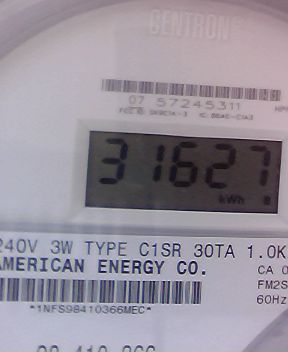 CENTRON
07 57245311
31627
kWh
240V 3W TYPE C1SR 30TA 1.0K
AMERICAN ENERGY CO.
CA 0
FM2S
60Hz
*1NFS98410366MEC*